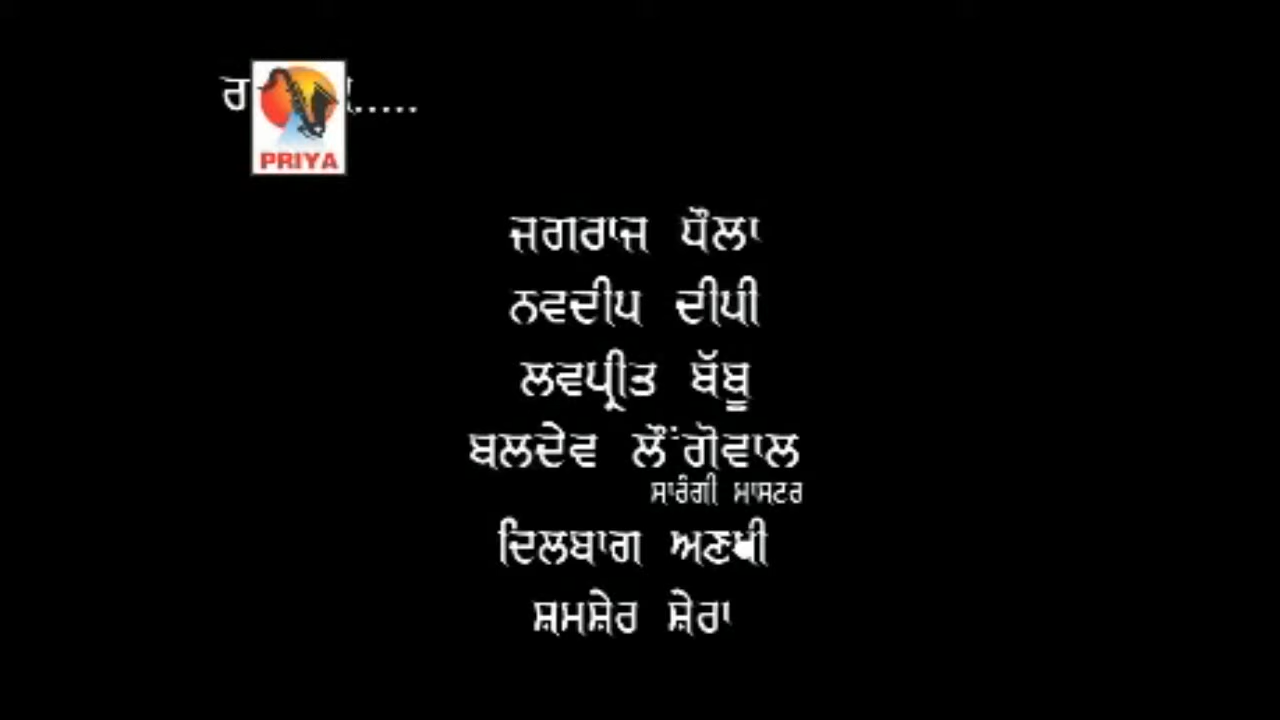 PRIYA
ਜਗਰਾਜ ਧੌਲਾ
ਨਵਦੀਪ ਦੀਪੀ
ਲਵਪ੍ਰੀਤ ਬੱਬੂ
ਬਲਦੇਵ ਲੌਂਗੋਵਾਲ
ਸਾਰੰਗੀ ਮਾਸਟਰ
ਦਿਲਬਾਗ ਅਣਖੀ
ਸ਼ਮਸ਼ੇਰ ਸ਼ੇਰਾ